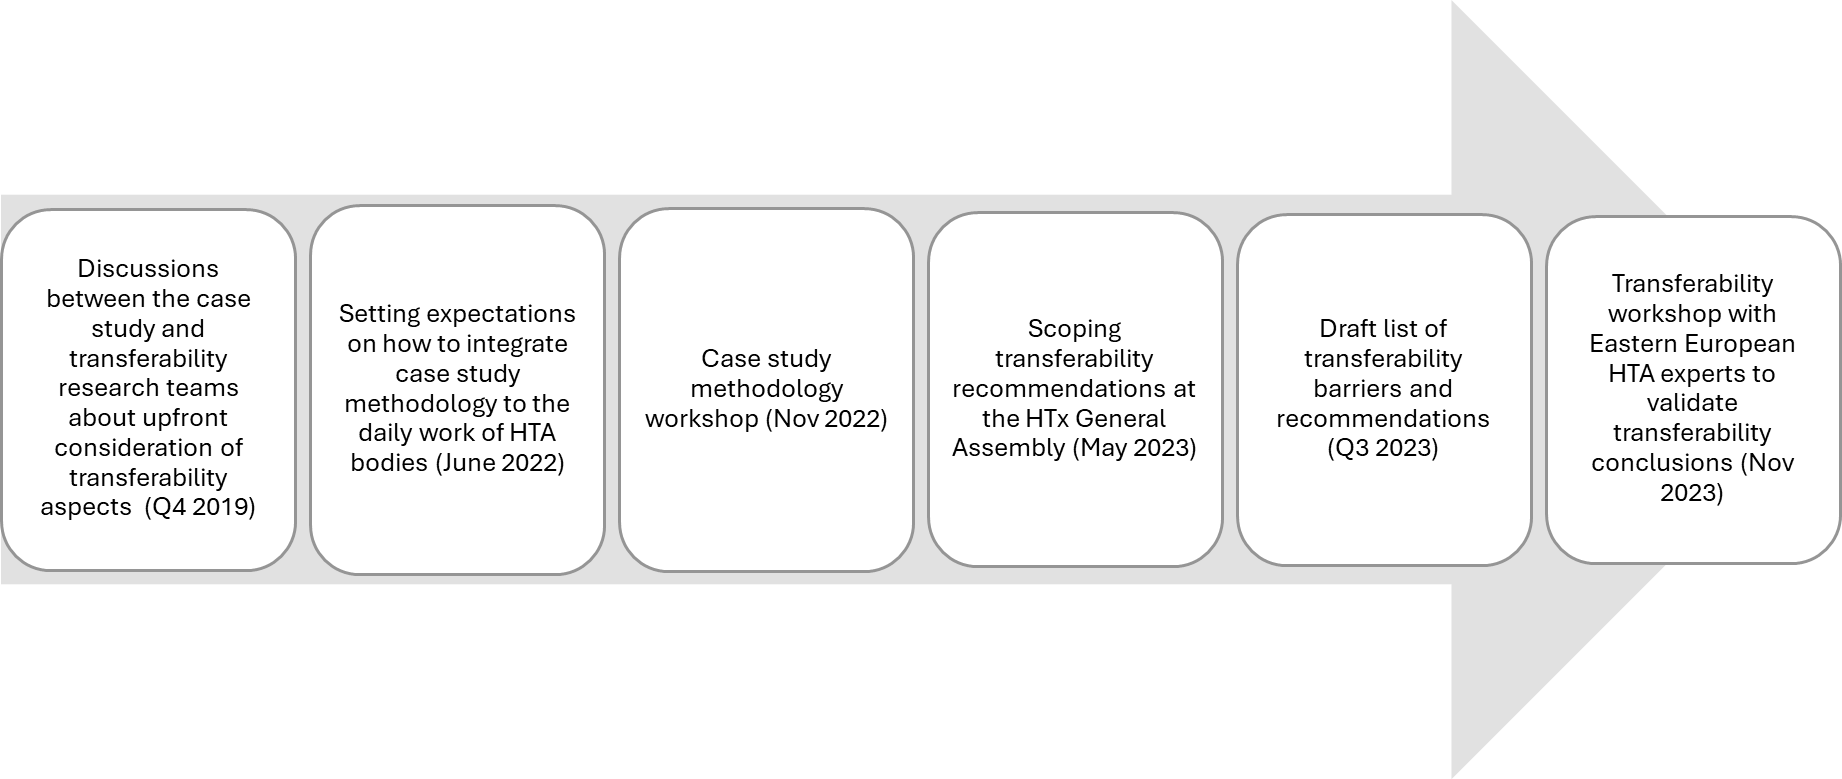 Discussions
between the case
study and
transferability
research teams
about upfront
consideration of
transferability
aspects  (Q4 2019)
Setting expectations
on how to integrate
case study
methodology to the
daily work of HTA
bodies (June 2022)
Case study
methodology
workshop (Nov 2022)
Scoping
transferability
recommendations at
the HTx General
Assembly (May 2023)
Draft list of
transferability
barriers and
recommendations
(Q3 2023)
Transferability
workshop with
Eastern European
HTA experts to
validate
transferability
conclusions (Nov
2023)